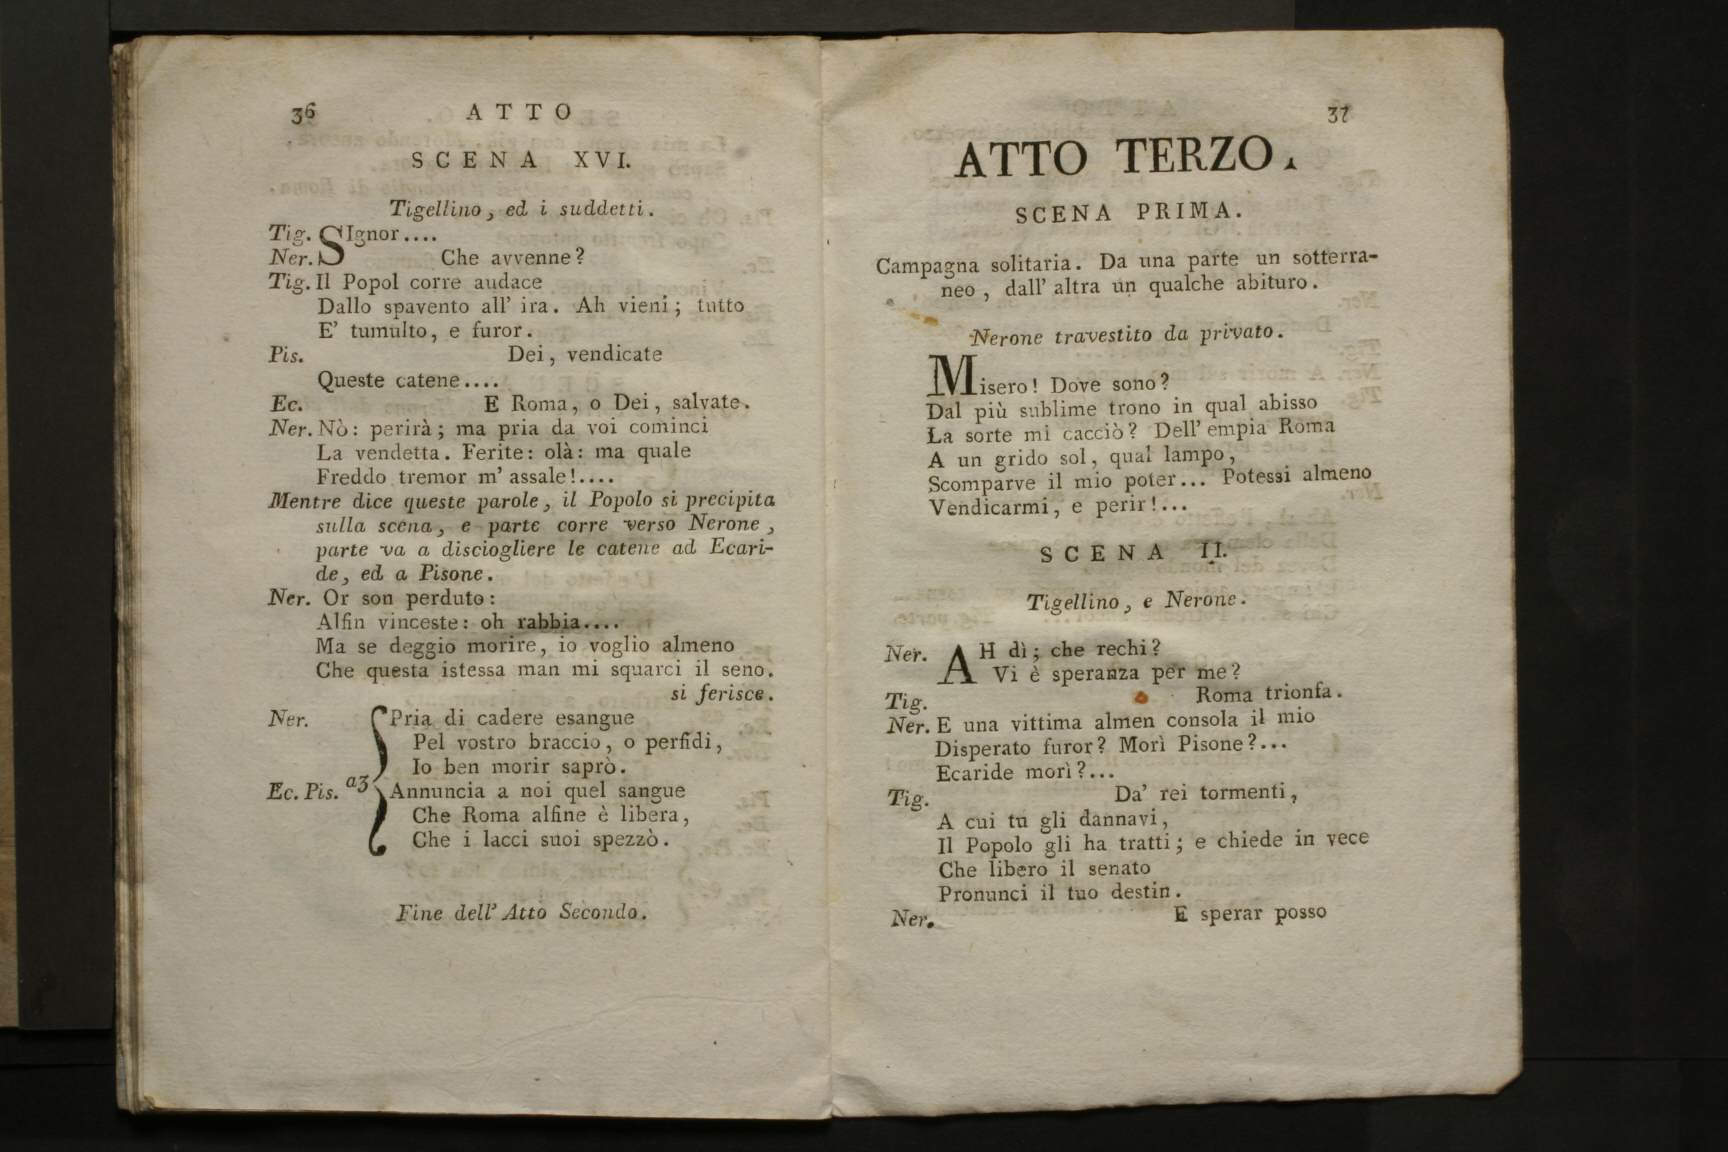 36 ATTO
SCENA XVI.
Tigellino, ed i suddetti.
Tig. SIgnor....
Ner. Che avvenne?
Tig. Il Popol corre audace
Dallo spavento all' ira. Ah vieni; tutto
E' tumulto, e furor.
Pis. Dei, vendicate
Queste catene....
Ec. E Roma, o Dei, salvate.
Ner. Nò: perirà; ma pria da voi cominci
La vendetta. Ferite: olà: ma quale
Freddo tremor m' assale!....
Mentre dice queste parole, il Popolo si precipita
sulla scena, e parte corre verso Nerone,
parte va a disciogliere le catene ad Ecari-
de, ed a Pisone.
Ner. Or son perduto:
Alfin vinceste: oh rabbia....
Ma se deggio morire, io voglio almeno
Che questa istessa man mi squarci il seno.
si ferisce.
Ner. Pria di cadere esangue
Pel vostro braccio, o perfidi,
Io ben morir saprò.
Ec. Pis. a3 Annuncia a noi quel sangue
Che Roma alfine è libera,
Che i lacci suoi spezzò.
Fine dell' Atto Secondo.
37
ATTO TERZO.
SCENA PRIMA.
Campagna solitaria. Da una parte un sotterra-
neo, dall' altra un qualche abituro.
Nerone travestito da privato.
Misero! Dove sono?
Dal più sublime trono in qual abisso
La sorte mi cacciò? Dell' empia Roma
A un grido sol, qual lampo,
Scomparve il mio poter... Potessi almeno
Vendicarmi, e perir!...
SCENA II.
Tigellino, e Nerone.
Ner. AH dì; che rechi?
Vi è speranza per me?
Tig. Roma trionfa.
Ner. E una vittima almen consola il mio
Disperato furor? Morì Pisone?...
Ecaride morì?...
Tig. Da' rei tormenti,
A cui tu gli dannavi,
Il Popolo gli ha tratti; e chiede in vece
Che libero il senato
Pronunci il tuo destin.
Ner. E sperar posso